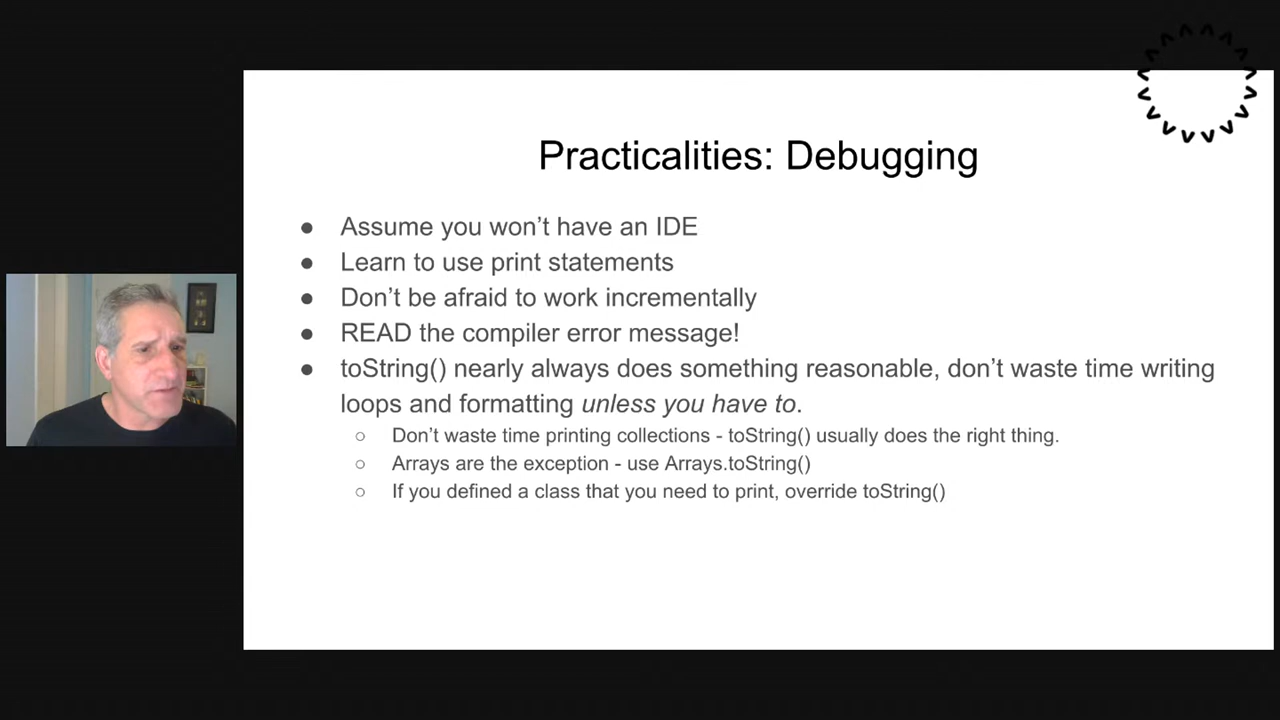 Practicalities: Debugging
● Assume you won’t have an IDE
● Learn to use print statements
● Don’t be afraid to work incrementally
● READ the compiler error message!
● toString() nearly always does something reasonable, don’t waste time writing
loops and formatting unless you have to.
○ Don’t waste time printing collections - toString() usually does the right thing.
○ Arrays are the exception - use Arrays.toString()
○ If you defined a class that you need to print, override toString()